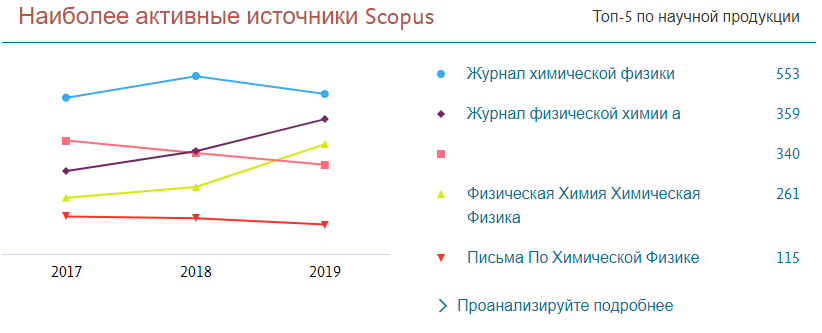 Наиболее активные источники Scopus
Топ-5 по научной продукции
Журнал химической физики 553
Журнал физической химии а 359
340
Физическая Химия Химическая 261
Физика
Письма По Химической Физике 115
2017 2018 2019
Проанализируйте подробнее